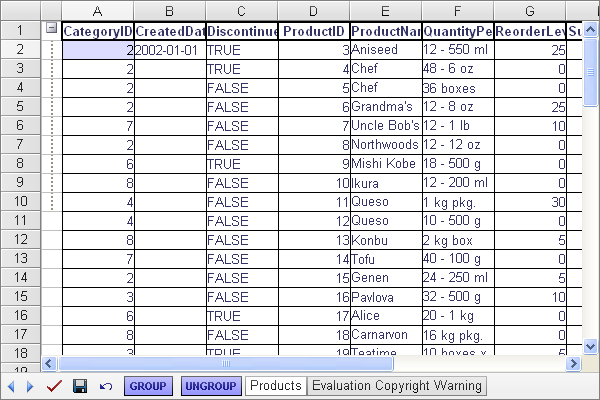 A B C D E F G
1 CategoryID CreatedDat Discontinue ProductID ProductNam QuantityPe ReorderLev Su
2 2 2002-01-01 TRUE 3 Aniseed 12 - 550 ml 25
3 2 TRUE 4 Chef 48 - 6 oz 0
4 2 FALSE 5 Chef 36 boxes 0
5 2 FALSE 6 Grandma's 12 - 8 oz 25
6 7 FALSE 7 Uncle Bob's 12 - 1 lb 10
7 2 FALSE 8 Northwoods 12 - 12 oz 0
8 6 TRUE 9 Mishi Kobe 18 - 500 g 0
9 8 FALSE 10 Ikura 12 - 200 ml 0
10 4 FALSE 11 Queso 1 kg pkg. 30
11 4 FALSE 12 Queso 10 - 500 g 0
12 8 FALSE 13 Konbu 2 kg box 5
13 7 FALSE 14 Tofu 40 - 100 g 0
14 2 FALSE 15 Genen 24 - 250 ml 5
15 3 FALSE 16 Pavlova 32 - 500 g 10
16 6 TRUE 17 Alice 20 - 1 kg 0
17 8 FALSE 18 Carnarvon 16 kg pkg. 0
18 3 TRUE 19 Teatime 10 boxes x 5
19
GROUP UNGROUP Products Evaluation Copyright Warning